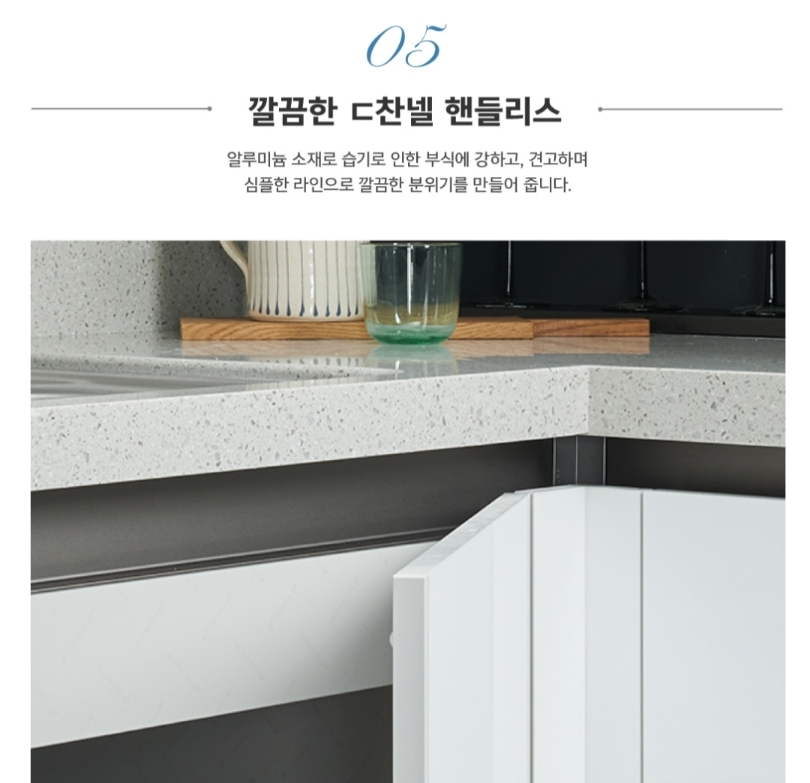 05
깔끔한 ㄷ찬넬 핸들리스
알루미늄 소재로 습기로 인한 부식에 강하고, 견고하며
심플한 라인으로 깔끔한 분위기를 만들어 줍니다.